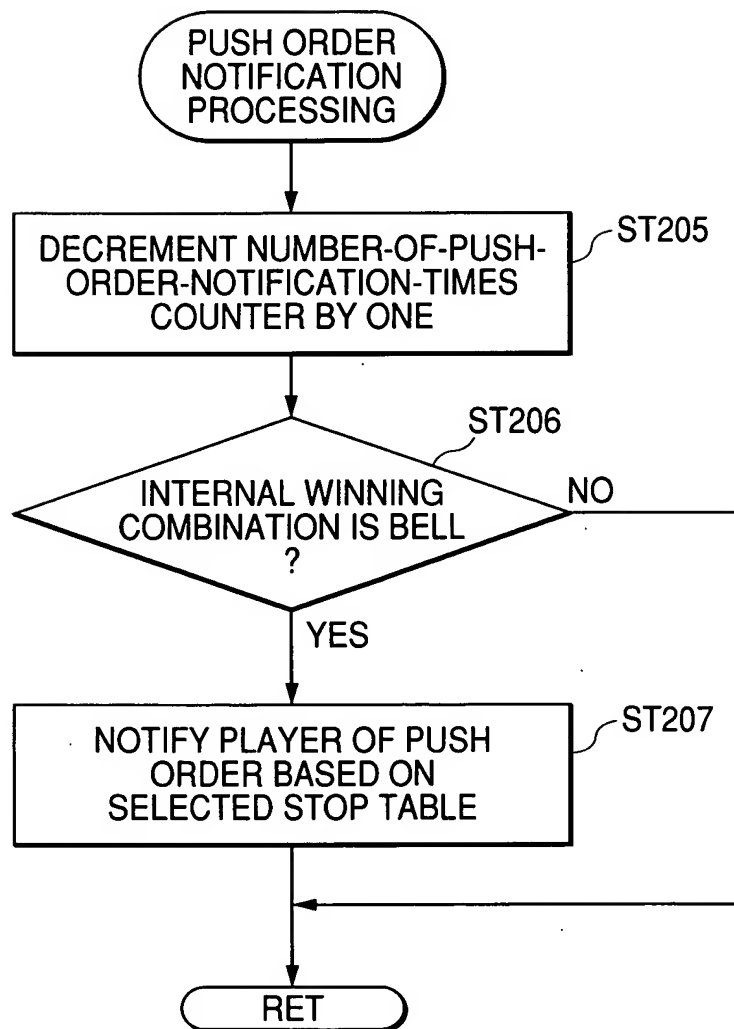 PUSH ORDER
NOTIFICATION
PROCESSING
ST205
DECREMENT NUMBER-OF-PUSH-
ORDER-NOTIFICATION-TIMES
COUNTER BY ONE
ST206
INTERNAL WINNING
COMBINATION IS BELL
?
NO
YES
ST207
NOTIFY PLAYER OF PUSH
ORDER BASED ON
SELECTED STOP TABLE
RET